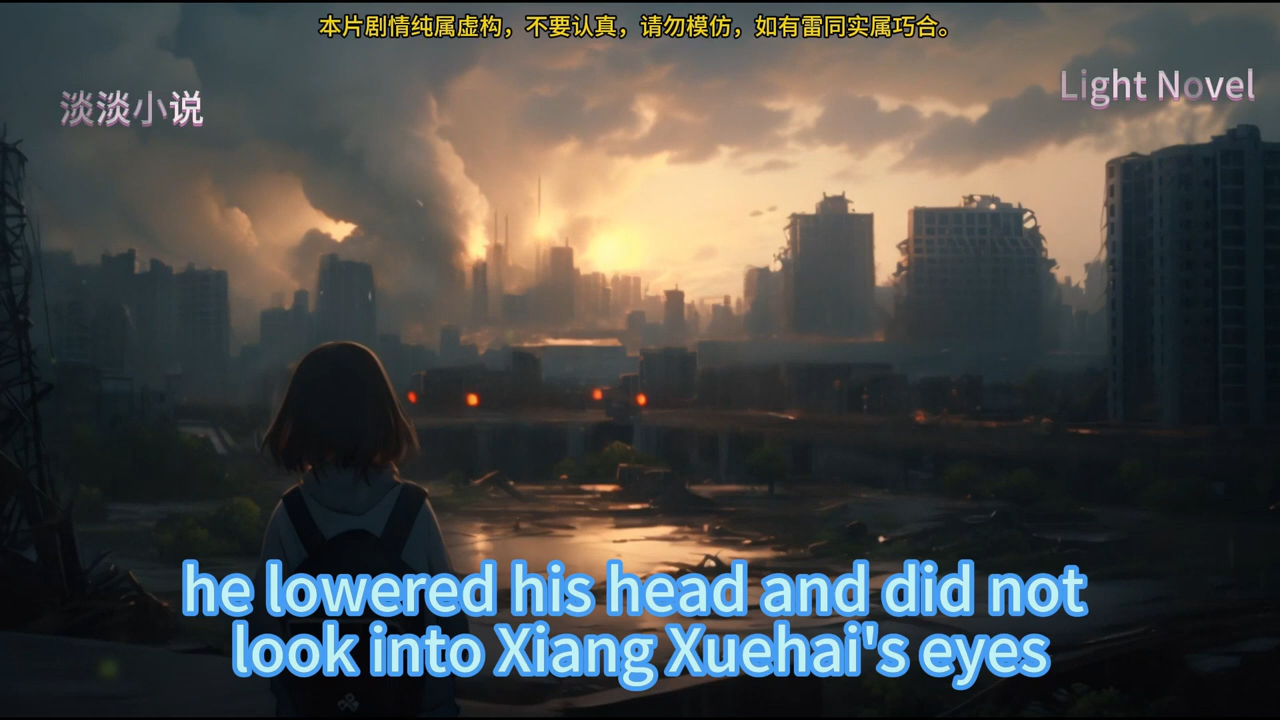 本片剧情纯属虚构，不要认真，请勿模仿，如有雷同实属巧合。
淡淡小说
Light Novel
he lowered his head and did not
look into Xiang Xuehai's eyes